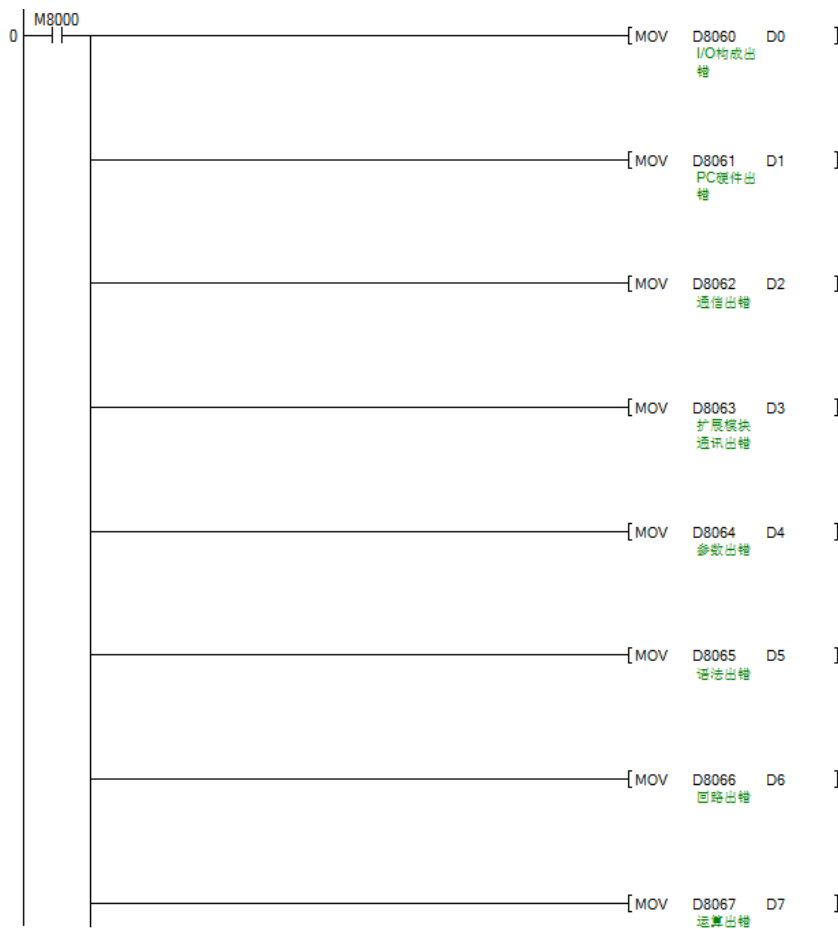 M8000
0 [MOV D8060 D0 ]
I/O构成出
错
[MOV D8061 D1 ]
PC硬件出
错
[MOV D8062 D2 ]
通信出错
[MOV D8063 D3 ]
扩展模块
通讯出错
[MOV D8064 D4 ]
参数出错
[MOV D8065 D5 ]
语法出错
[MOV D8066 D6 ]
回路出错
[MOV D8067 D7 ]
运算出错